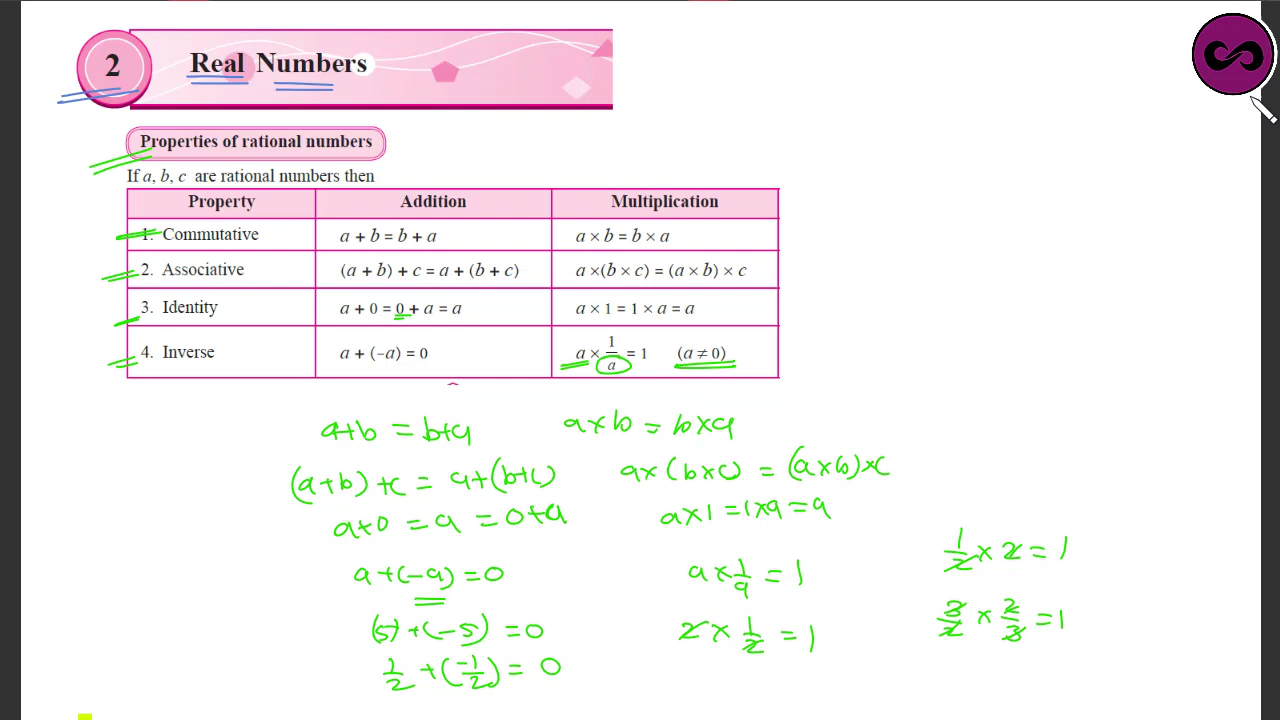 2 Real Numbers
Properties of rational numbers
If a, b, c are rational numbers then
Property Addition Multiplication
1. Commutative a + b = b + a a × b = b × a
2. Associative (a + b) + c = a + (b + c) a ×(b × c) = (a × b) × c
3. Identity a + 0 = 0 + a = a a × 1 = 1 × a = a
4. Inverse a + (-a) = 0 a × 1/a = 1 (a ≠ 0)
a+b = b+a a×b = b×a
(a+b)+c = a+(b+c) a×(b×c) = (a×b)×c
a+0 = a = 0+a a×1 = 1×a = a
a+(-a) = 0 a × 1/a = 1 1/2 × 2 = 1
(5)+(-5) = 0 2 × 1/2 = 1 3/2 × 2/3 = 1
1/2 + (-1/2) = 0